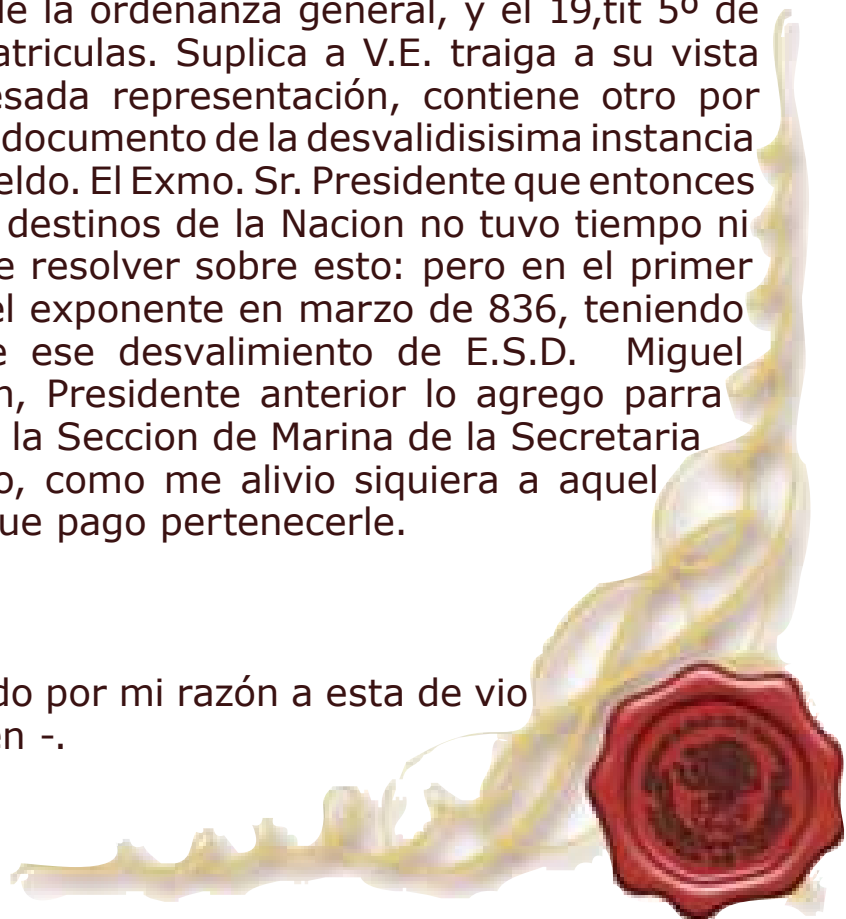 de la ordenanza general, y el 19,tit 5º de
atriculas. Suplica a V.E. traiga a su vista
esada representación, contiene otro por
documento de la desvalidisisima instancia
eldo. El Exmo. Sr. Presidente que entonces
destinos de la Nacion no tuvo tiempo ni
e resolver sobre esto: pero en el primer
el exponente en marzo de 836, teniendo
e ese desvalimiento de E.S.D. Miguel
n, Presidente anterior lo agrego parra
la Seccion de Marina de la Secretaria
o, como me alivio siquiera a aquel
ue pago pertenecerle.
do por mi razón a esta de vio
en -.